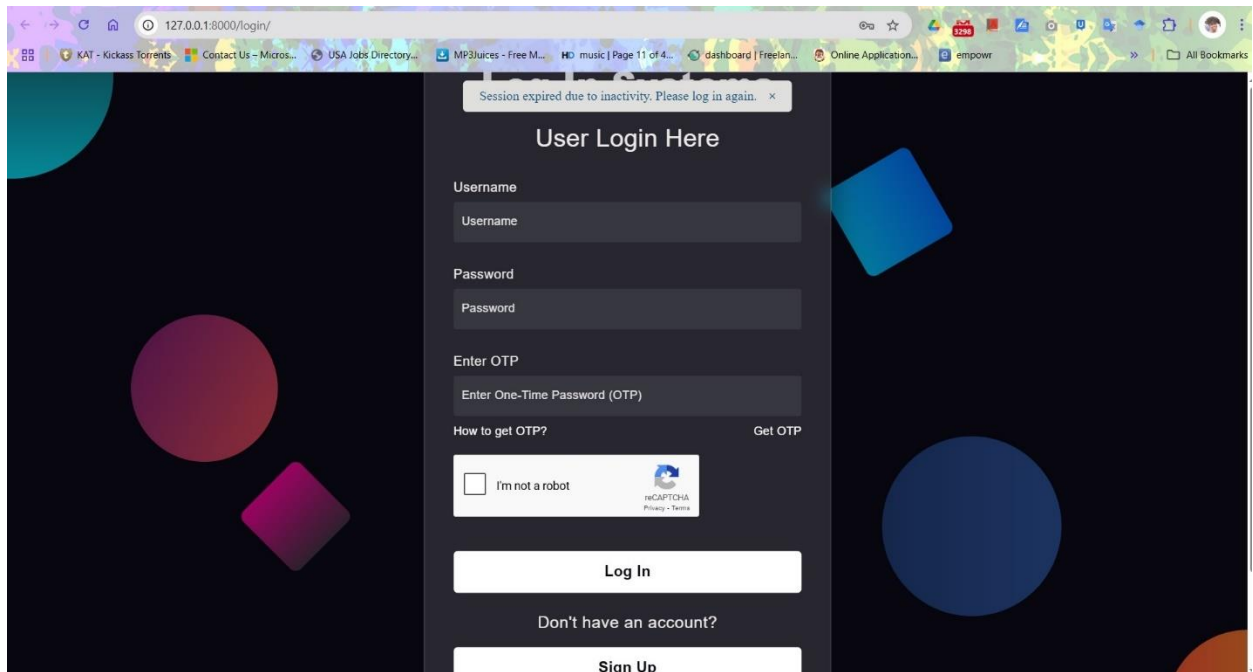 127.0.0.1:8000/login/
3298
KAT - Kickass Torrents Contact Us – Micros... USA Jobs Directory... MP3Juices - Free M... HD music | Page 11 of 4... dashboard | Freelan... Online Application... empowr » All Bookmarks
Log In Systems
Session expired due to inactivity. Please log in again. ×
User Login Here
Username
Username
Password
Password
Enter OTP
Enter One-Time Password (OTP)
How to get OTP? Get OTP
I'm not a robot
reCAPTCHA
Privacy - Terms
Log In
Don't have an account?
Sign Up